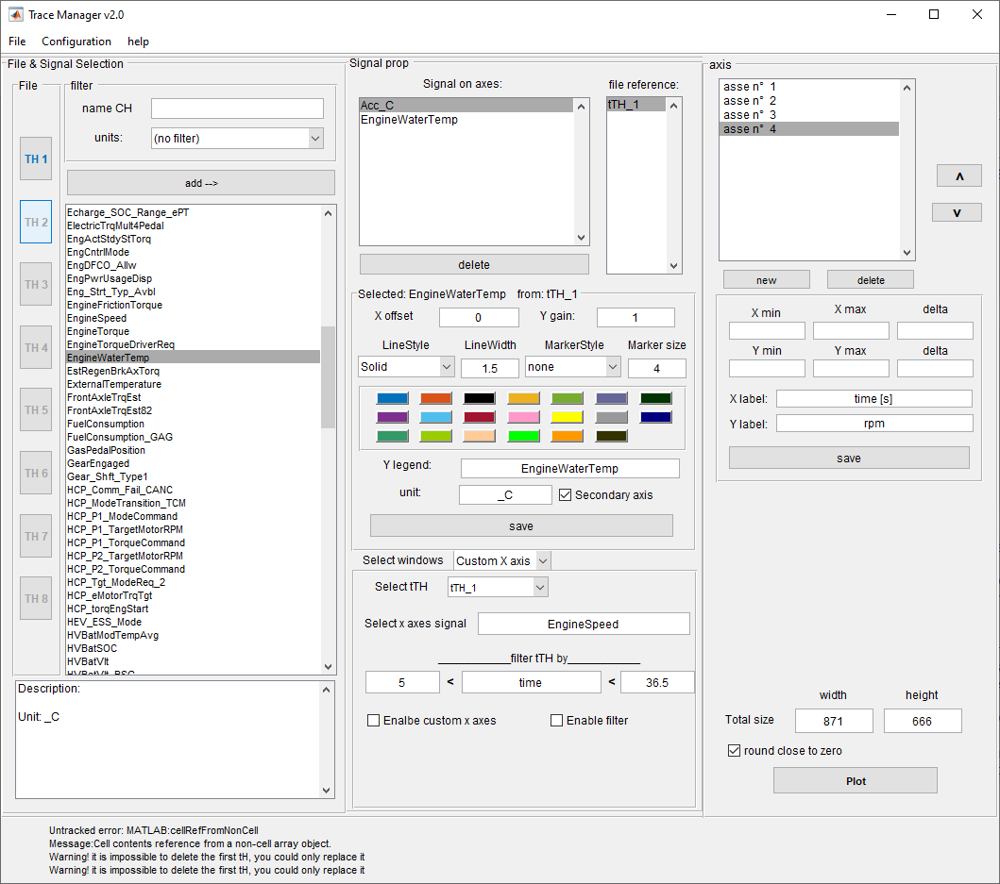 Trace Manager v2.0
File Configuration help
File & Signal Selection
File
filter
name CH
units:
(no filter)
add -->
TH 1
TH 2
TH 3
TH 4
TH 5
TH 6
TH 7
TH 8
Echarge_SOC_Range_ePT
ElectricTrqMult4Pedal
EngActStdyStTorq
EngCntrlMode
EngDFCO_Allw
EngPwrUsageDisp
Eng_Strt_Typ_Avbl
EngineFrictionTorque
EngineSpeed
EngineTorque
EngineTorqueDriverReq
EngineWaterTemp
EstRegenBrkAxTorq
ExternalTemperature
FrontAxleTrqEst
FrontAxleTrqEst82
FuelConsumption
FuelConsumption_GAG
GasPedalPosition
GearEngaged
Gear_Shft_Type1
HCP_Comm_Fail_CANC
HCP_ModeTransition_TCM
HCP_P1_ModeCommand
HCP_P1_TargetMotorRPM
HCP_P1_TorqueCommand
HCP_P2_TargetMotorRPM
HCP_P2_TorqueCommand
HCP_Tgt_ModeReq_2
HCP_eMotorTrqTgt
HCP_torqEngStart
HEV_ESS_Mode
HVBatModTempAvg
HVBatSOC
HVBatVlt
HVBatVlt_BSG
Description:
Unit: _C
Signal prop
Signal on axes:
file reference:
Acc_C
EngineWaterTemp
tTH_1
delete
Selected: EngineWaterTemp from: tTH_1
X offset 0 Y gain: 1
LineStyle LineWidth MarkerStyle Marker size
Solid 1.5 none 4
Y legend: EngineWaterTemp
unit: _C Secondary axis
save
Select windows Custom X axis
Select tTH tTH_1
Select x axes signal EngineSpeed
____________filter tTH by____________
5 < time < 36.5
Enalbe custom x axes Enable filter
axis
asse n° 1
asse n° 2
asse n° 3
asse n° 4
ʌ
v
new delete
X min X max delta
Y min Y max delta
X label: time [s]
Y label: rpm
save
width height
Total size 871 666
round close to zero
Plot
Untracked error: MATLAB:cellRefFromNonCell
Message:Cell contents reference from a non-cell array object.
Warning! it is impossible to delete the first tH, you could only replace it
Warning! it is impossible to delete the first tH, you could only replace it